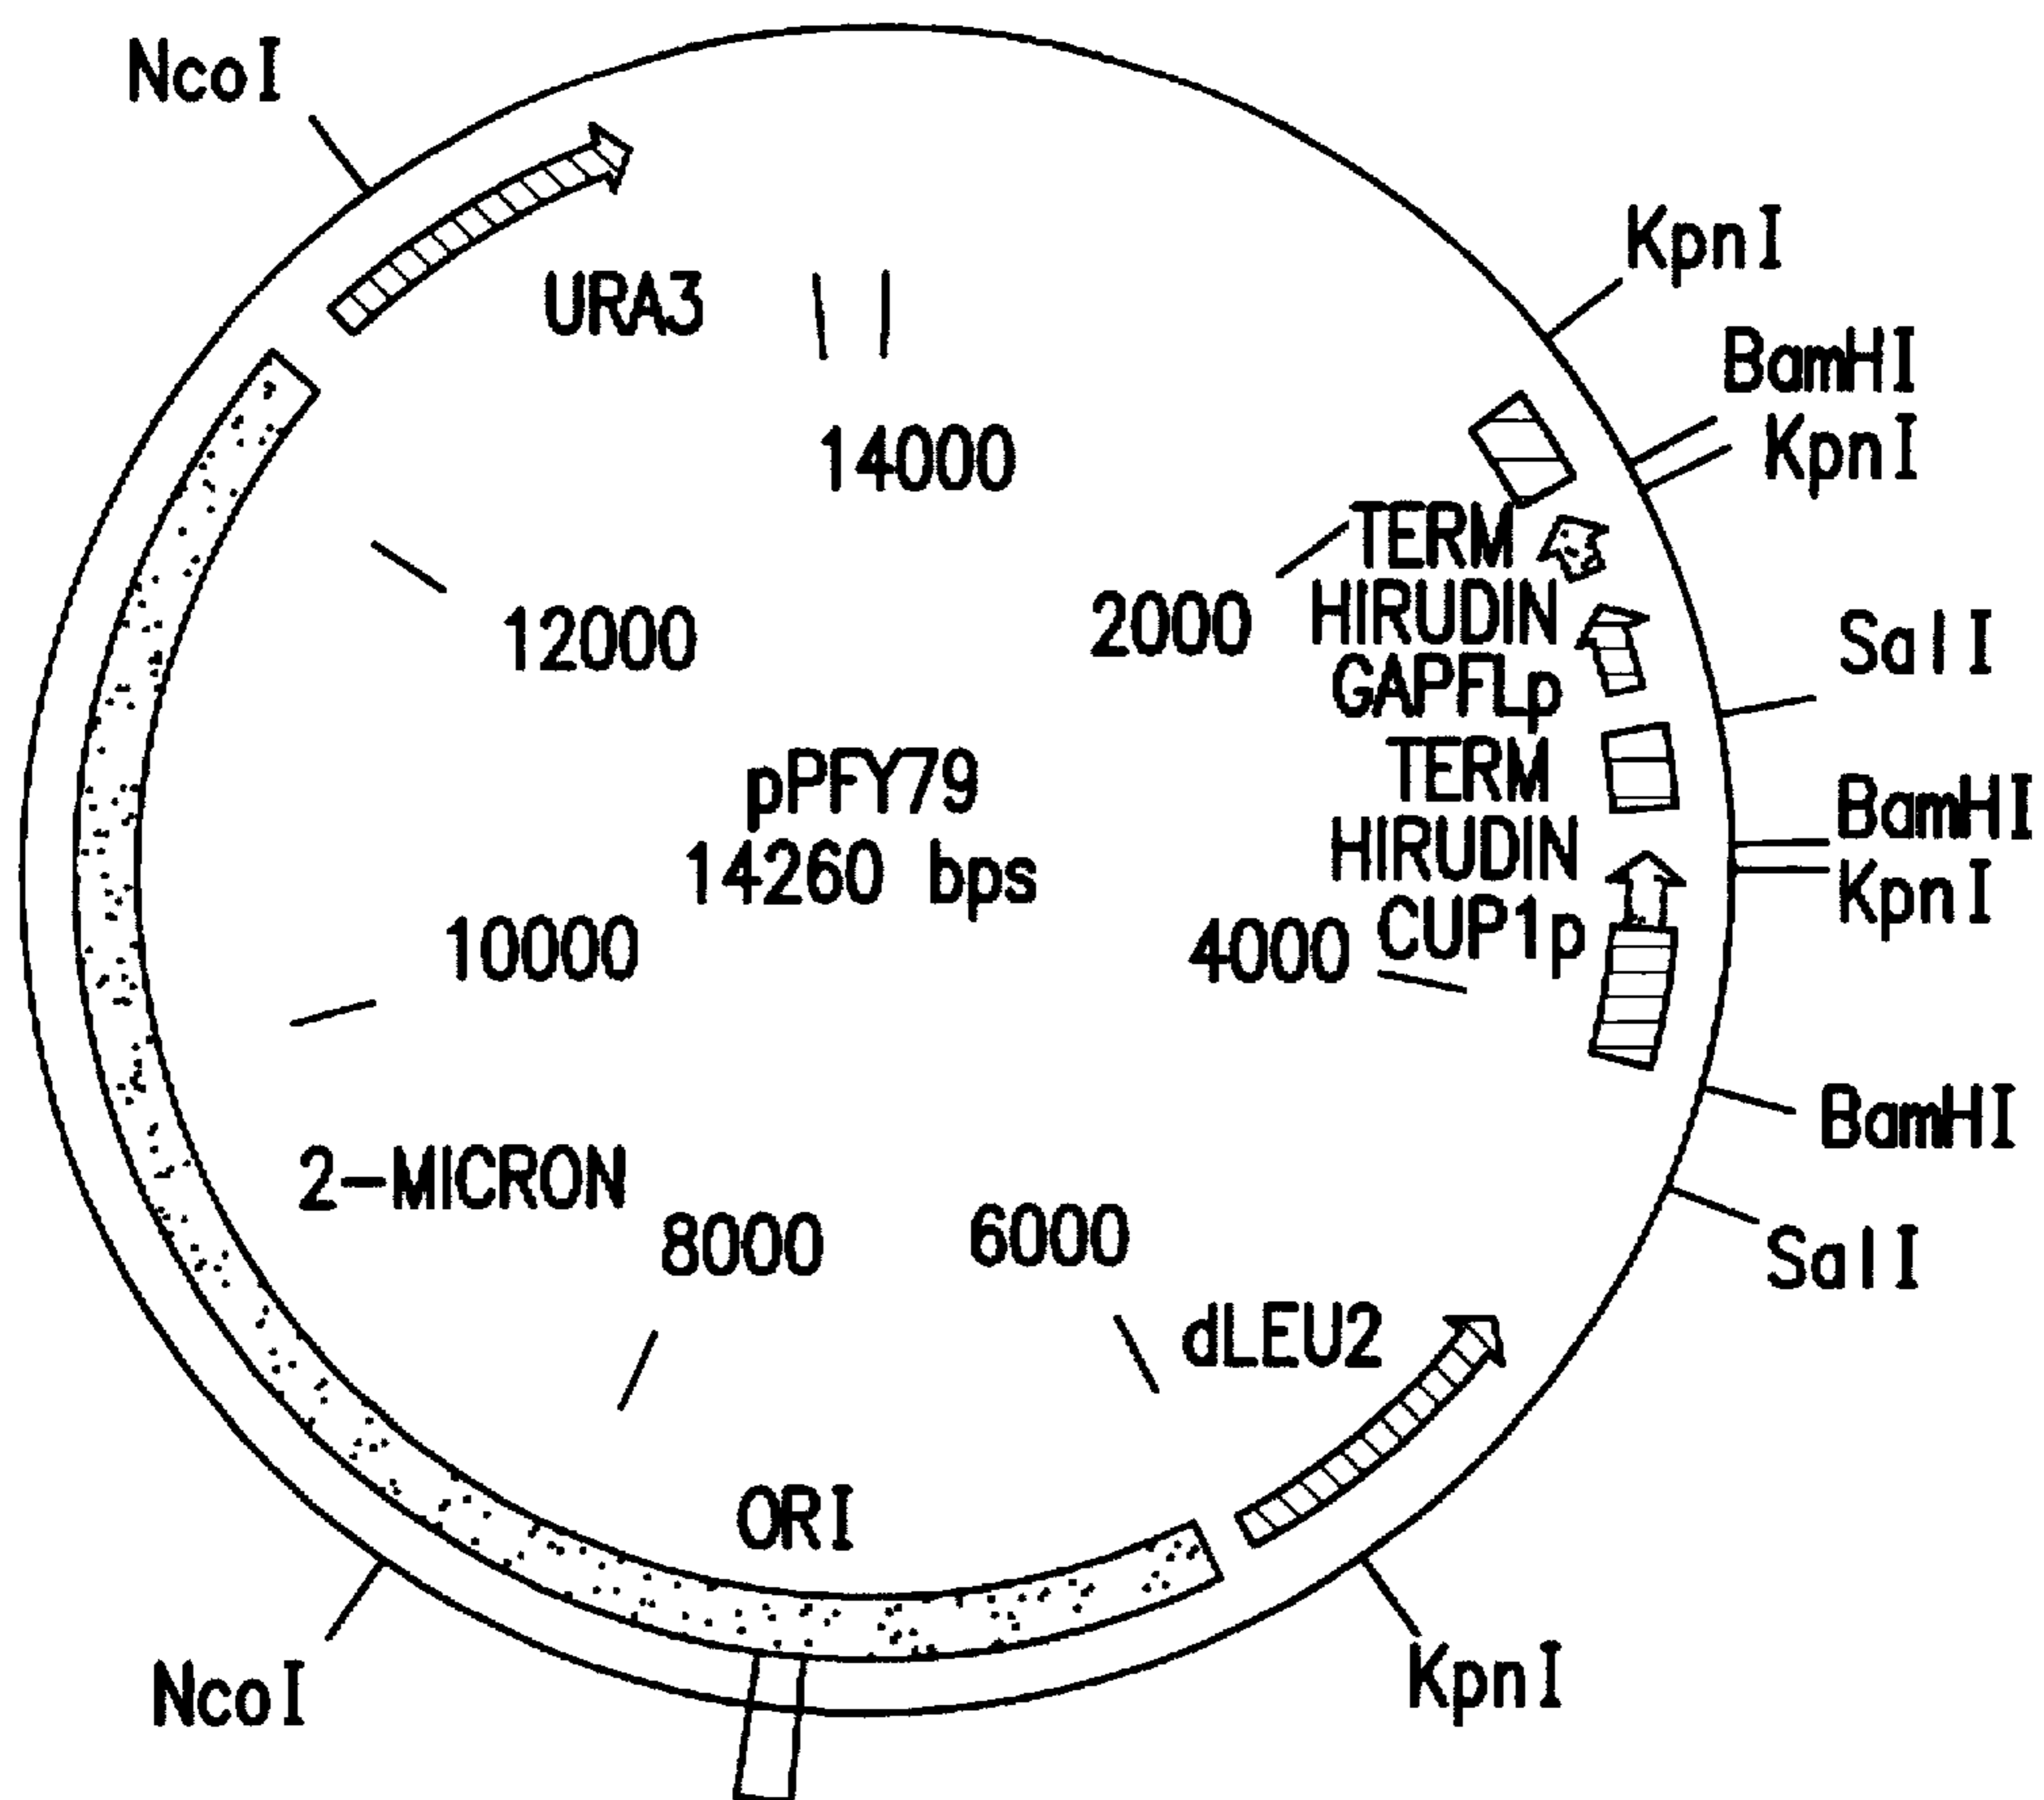 NcoI
KpnI
URA3
BamHI
KpnI
14000
TERM
12000
2000
HIRUDIN
SalI
GAPFLp
pPFY79
TERM
14260 bps
HIRUDIN
BamHI
KpnI
10000
4000
CUP1p
BamHI
2-MICRON
8000
6000
SalI
dLEU2
ORI
NcoI
KpnI